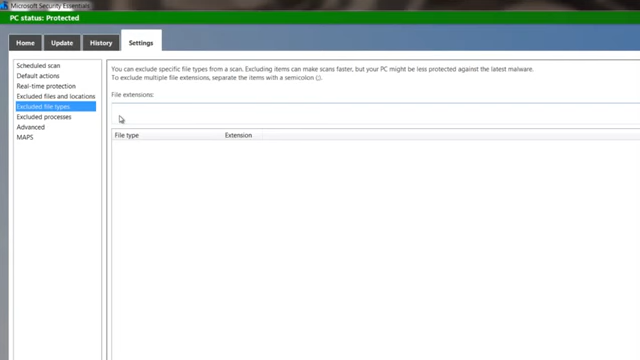 Microsoft Security Essentials
PC status: Protected
Home
Update
History
Settings
Scheduled scan
Default actions
Real-time protection
Excluded files and locations
Excluded file types
Excluded processes
Advanced
MAPS
You can exclude specific file types from a scan. Excluding items can make scans faster, but your PC might be less protected against the latest malware.
To exclude multiple file extensions, separate the items with a semicolon (;).
File extensions:
File type
Extension